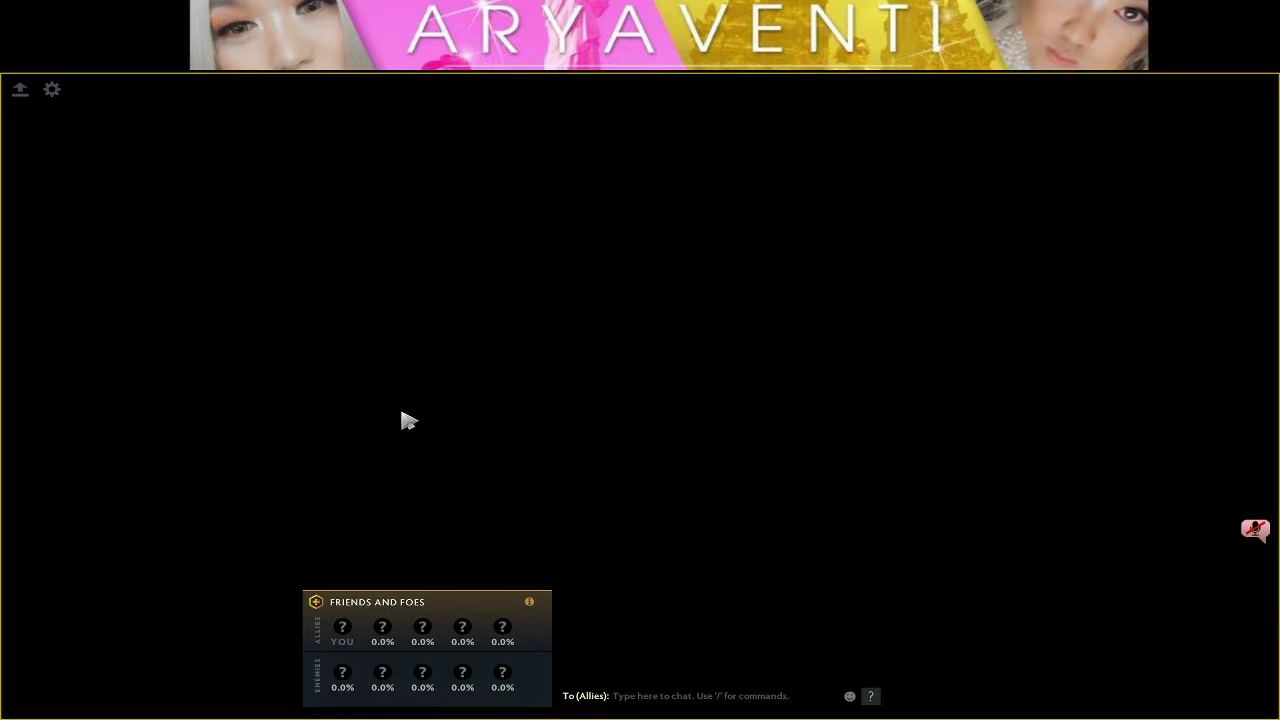 ARYAVENTI
FRIENDS AND FOES
ALLIES
? ? ? ? ?
YOU 0.0% 0.0% 0.0% 0.0%
ENEMIES
? ? ? ? ?
0.0% 0.0% 0.0% 0.0% 0.0%
To (Allies): Type here to chat. Use '/' for commands. ?